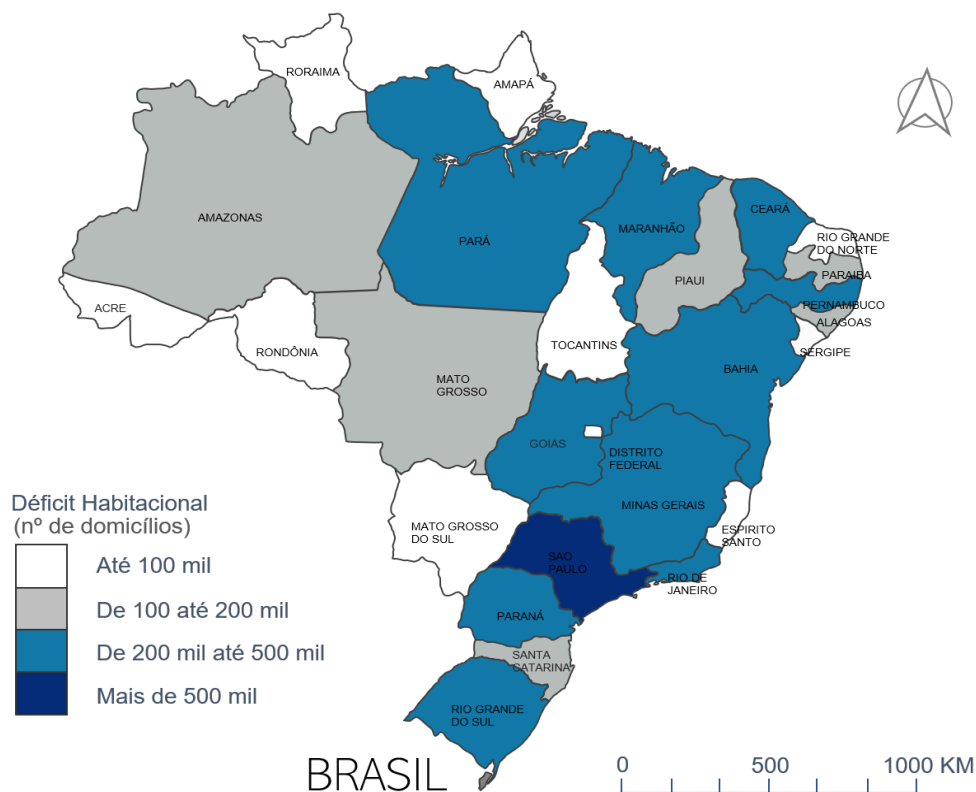 RORAIMA
AMAPÁ
AMAZONAS
PARÁ
MARANHÃO
CEARÁ
RIO GRANDE
DO NORTE
PIAUI
PARAIBA
PERNAMBUCO
ALAGOAS
SERGIPE
ACRE
RONDÔNIA
TOCANTINS
BAHIA
MATO
GROSSO
GOIAS
DISTRITO
FEDERAL
MINAS GERAIS
MATO GROSSO
DO SUL
ESPIRITO
SANTO
SAO
PAULO
RIO DE
JANEIRO
PARANÁ
SANTA
CATARINA
RIO GRANDE
DO SUL
Déficit Habitacional
(nº de domicílios)
Até 100 mil
De 100 até 200 mil
De 200 mil até 500 mil
Mais de 500 mil
BRASIL
0 500 1000 KM